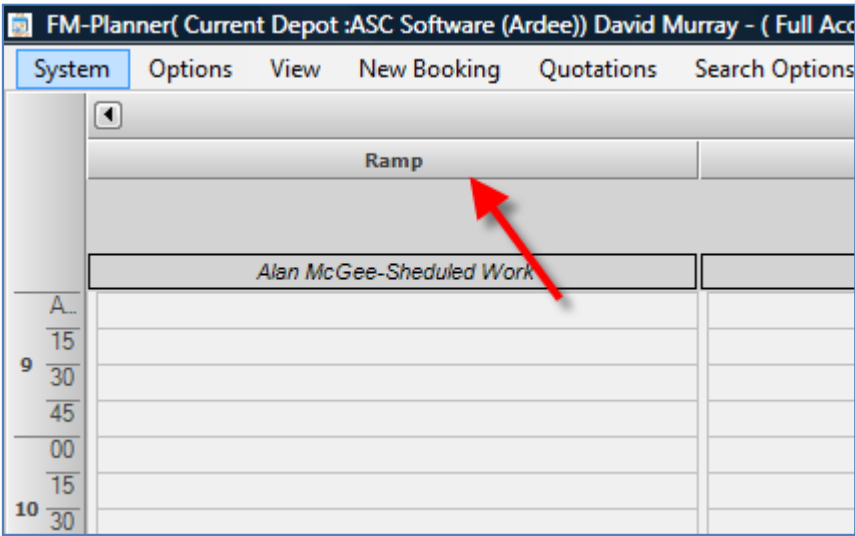 FM-Planner( Current Depot :ASC Software (Ardee)) David Murray - ( Full Acc
System Options View New Booking Quotations Search Options
Ramp
Alan McGee-Sheduled Work
A...
15
9
30
45
00
15
10
30